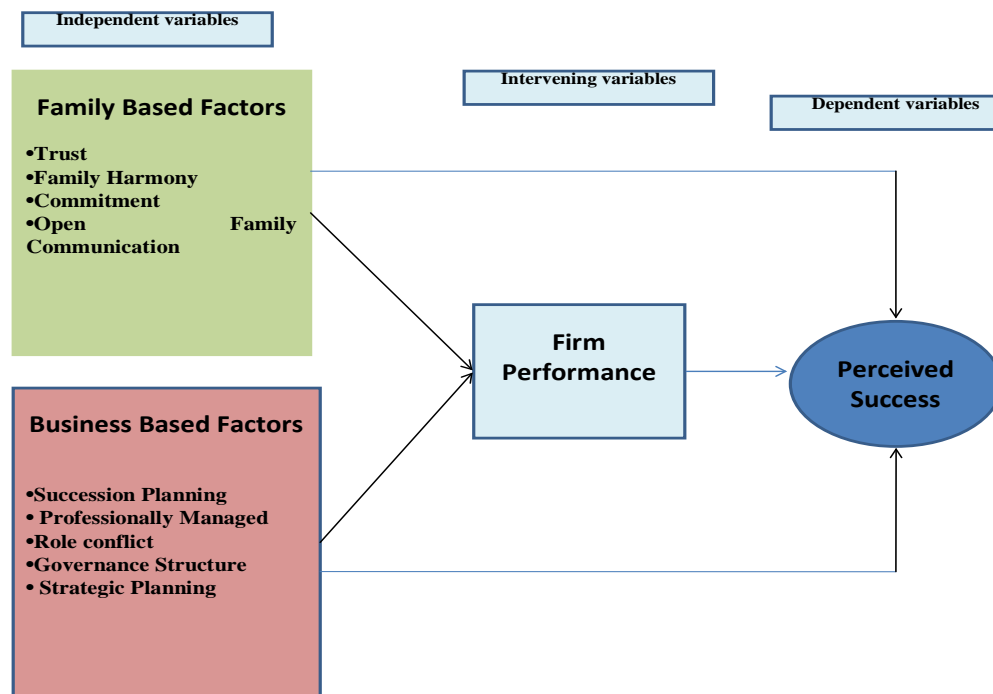 Independent variables
Intervening variables
Dependent variables
Family Based Factors
•Trust
•Family Harmony
•Commitment
•Open Family
Communication
Firm
Performance
Perceived
Success
Business Based Factors
•Succession Planning
• Professionally Managed
•Role conflict
•Governance Structure
• Strategic Planning